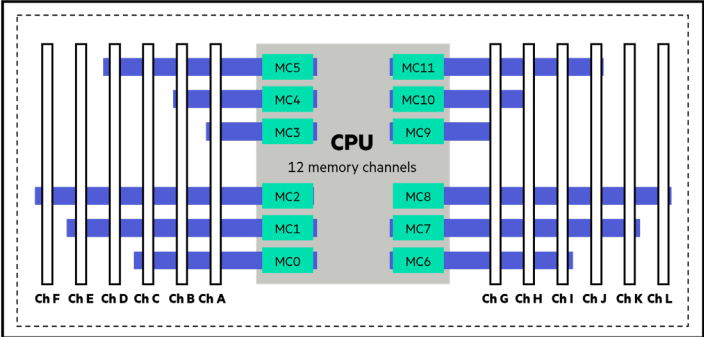 MC5
MC11
MC4
MC10
MC3
MC9
CPU
12 memory channels
MC2
MC8
MC1
MC7
MC0
MC6
Ch F Ch E Ch D Ch C Ch B Ch A
Ch G Ch H Ch I Ch J Ch K Ch L